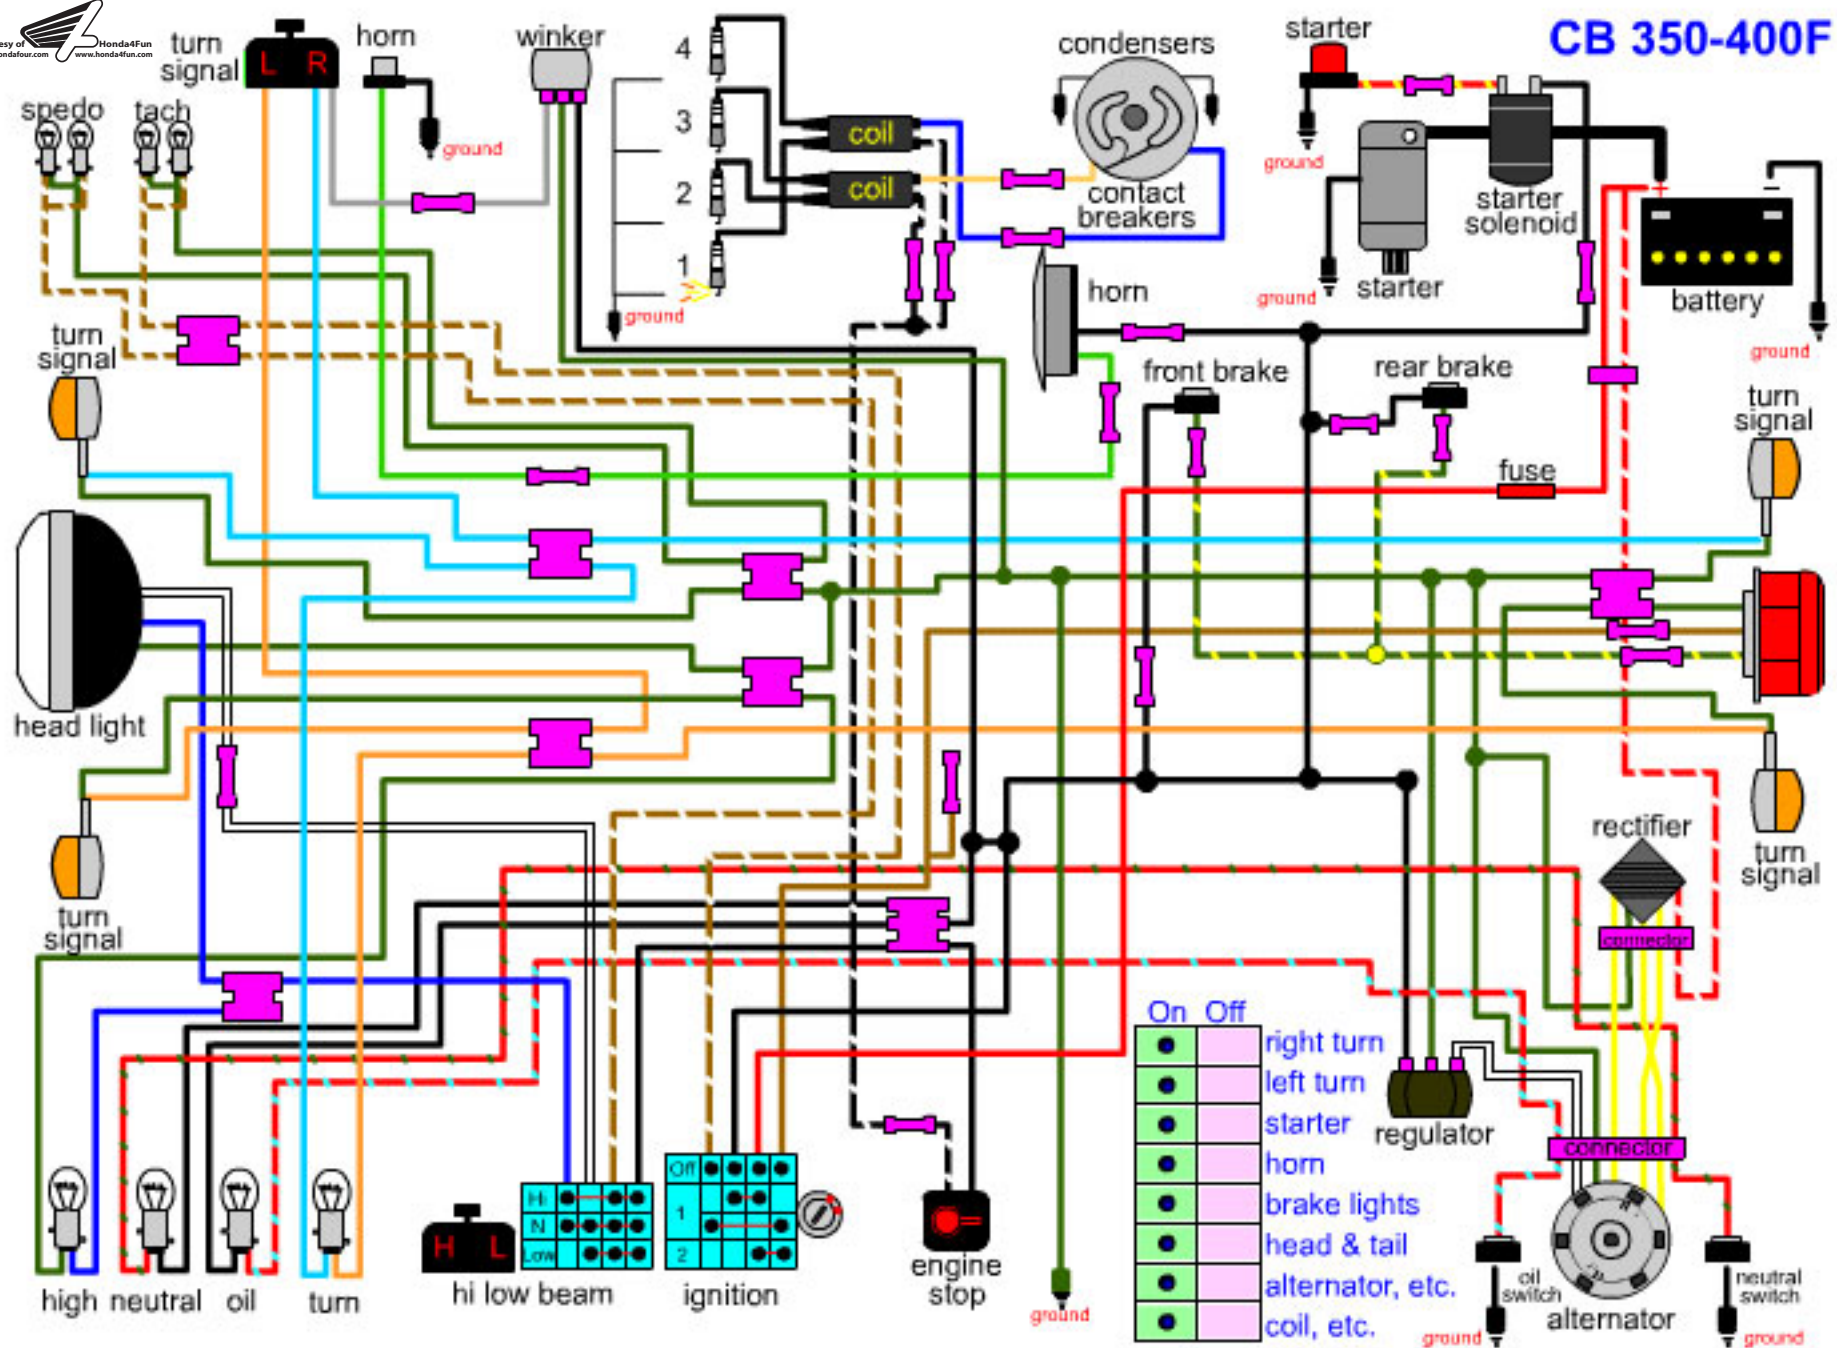 esy of
Honda4Fun
ndafour.com
www.honda4fun.com
turn
signal
L R
horn
winker
condensers
starter
CB 350-400F
spedo
tach
ground
4
3
2
1
coil
coil
contact
breakers
ground
starter
solenoid
starter
ground
battery
horn
ground
ground
turn
signal
front brake
rear brake
turn
signal
fuse
head light
rectifier
turn
signal
turn
signal
connector
On Off
right turn
left turn
starter
horn
brake lights
head & tail
alternator, etc.
coil, etc.
regulator
connector
Off
1
2
Hi
N
Low
H L
high
neutral
oil
turn
hi low beam
ignition
engine
stop
ground
oil
switch
ground
alternator
neutral
switch
ground